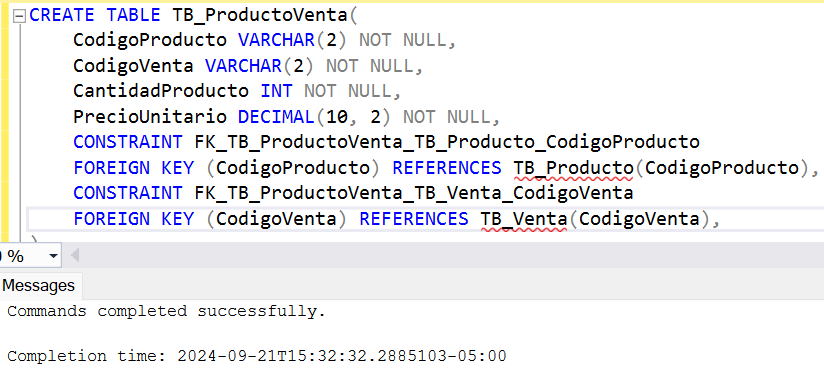 CREATE TABLE TB_ProductoVenta(
CodigoProducto VARCHAR(2) NOT NULL,
CodigoVenta VARCHAR(2) NOT NULL,
CantidadProducto INT NOT NULL,
PrecioUnitario DECIMAL(10, 2) NOT NULL,
CONSTRAINT FK_TB_ProductoVenta_TB_Producto_CodigoProducto
FOREIGN KEY (CodigoProducto) REFERENCES TB_Producto(CodigoProducto),
CONSTRAINT FK_TB_ProductoVenta_TB_Venta_CodigoVenta
FOREIGN KEY (CodigoVenta) REFERENCES TB_Venta(CodigoVenta),
)
%
Messages
Commands completed successfully.
Completion time: 2024-09-21T15:32:32.2885103-05:00